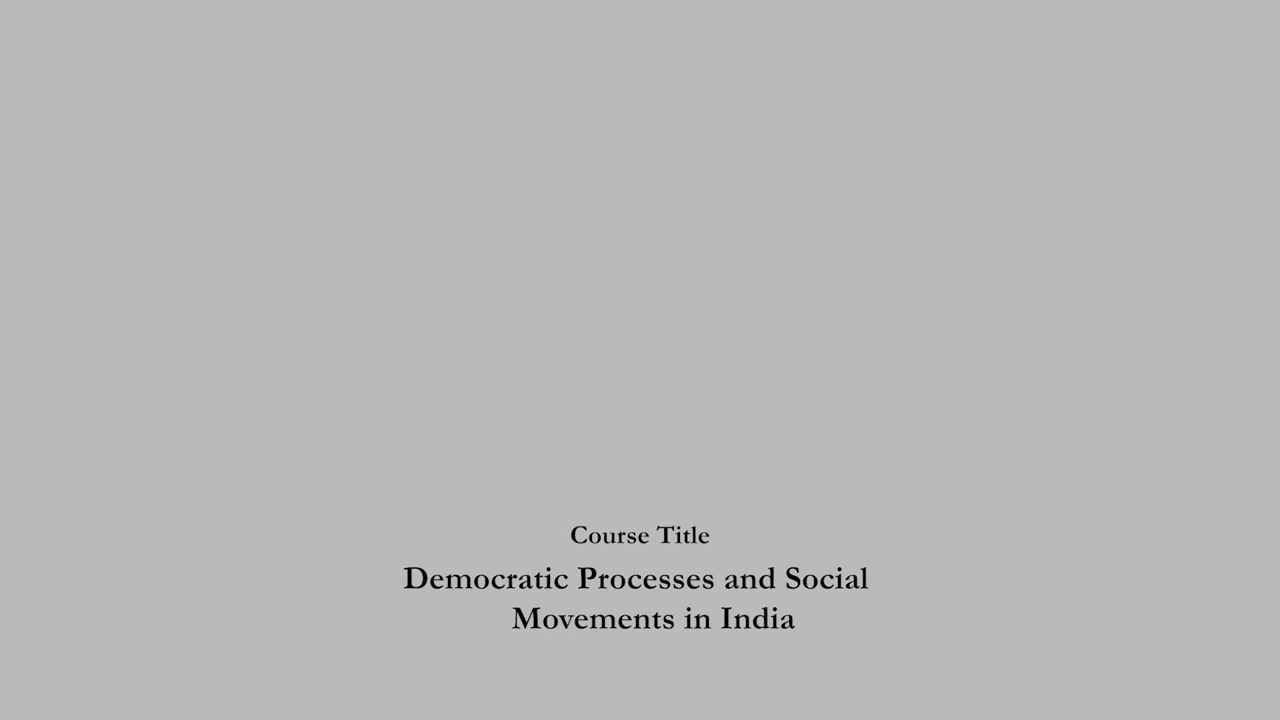 Course Title
Democratic Processes and Social
Movements in India